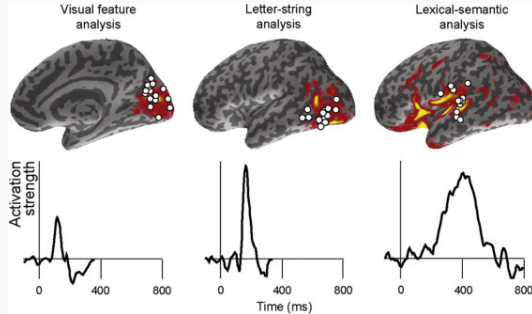 Visual feature
analysis
Letter-string
analysis
Lexical-semantic
analysis
Activation
strength
0
400
800
0
400
800
0
400
800
Time (ms)